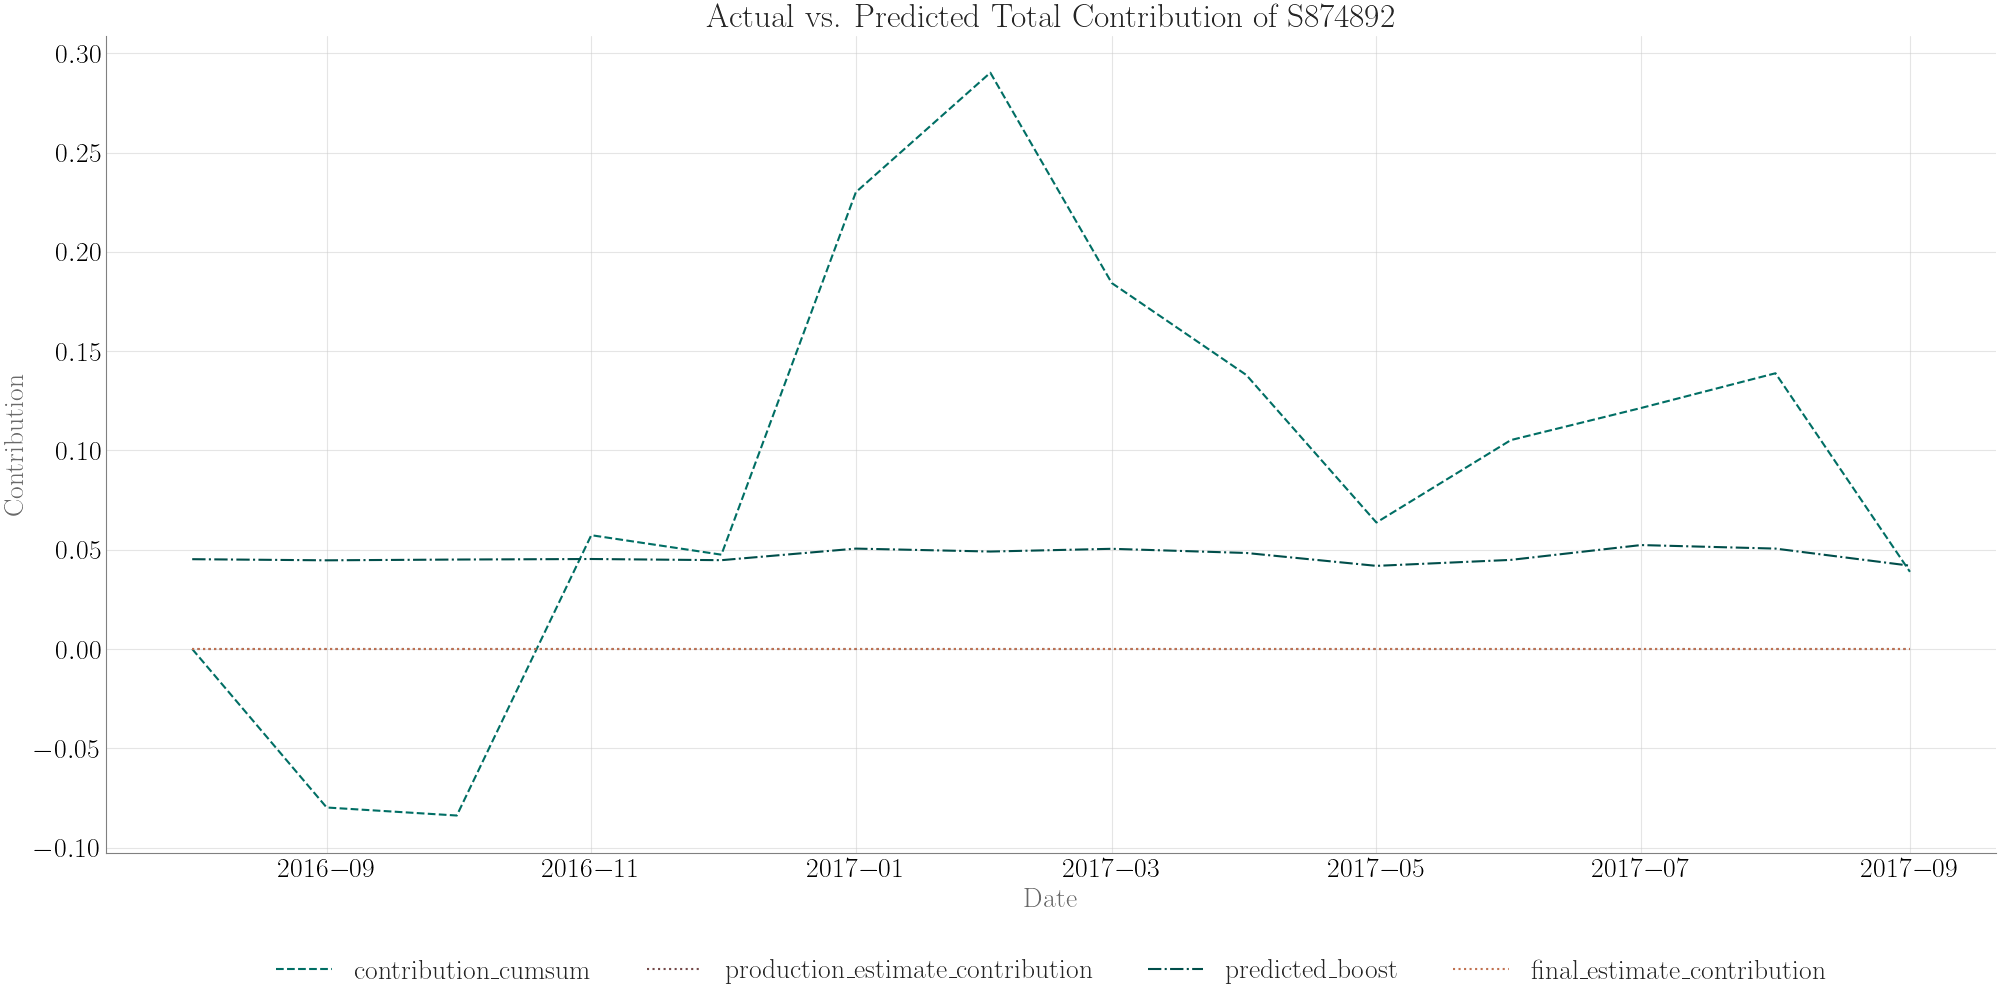 Actual vs. Predicted Total Contribution of S874892
0.30
0.25
0.20
0.15
0.10
0.05
0.00
−0.05
−0.10
Contribution
2016−09 2016−11 2017−01 2017−03 2017−05 2017−07 2017−09
Date
contribution_cumsum production_estimate_contribution predicted_boost final_estimate_contribution